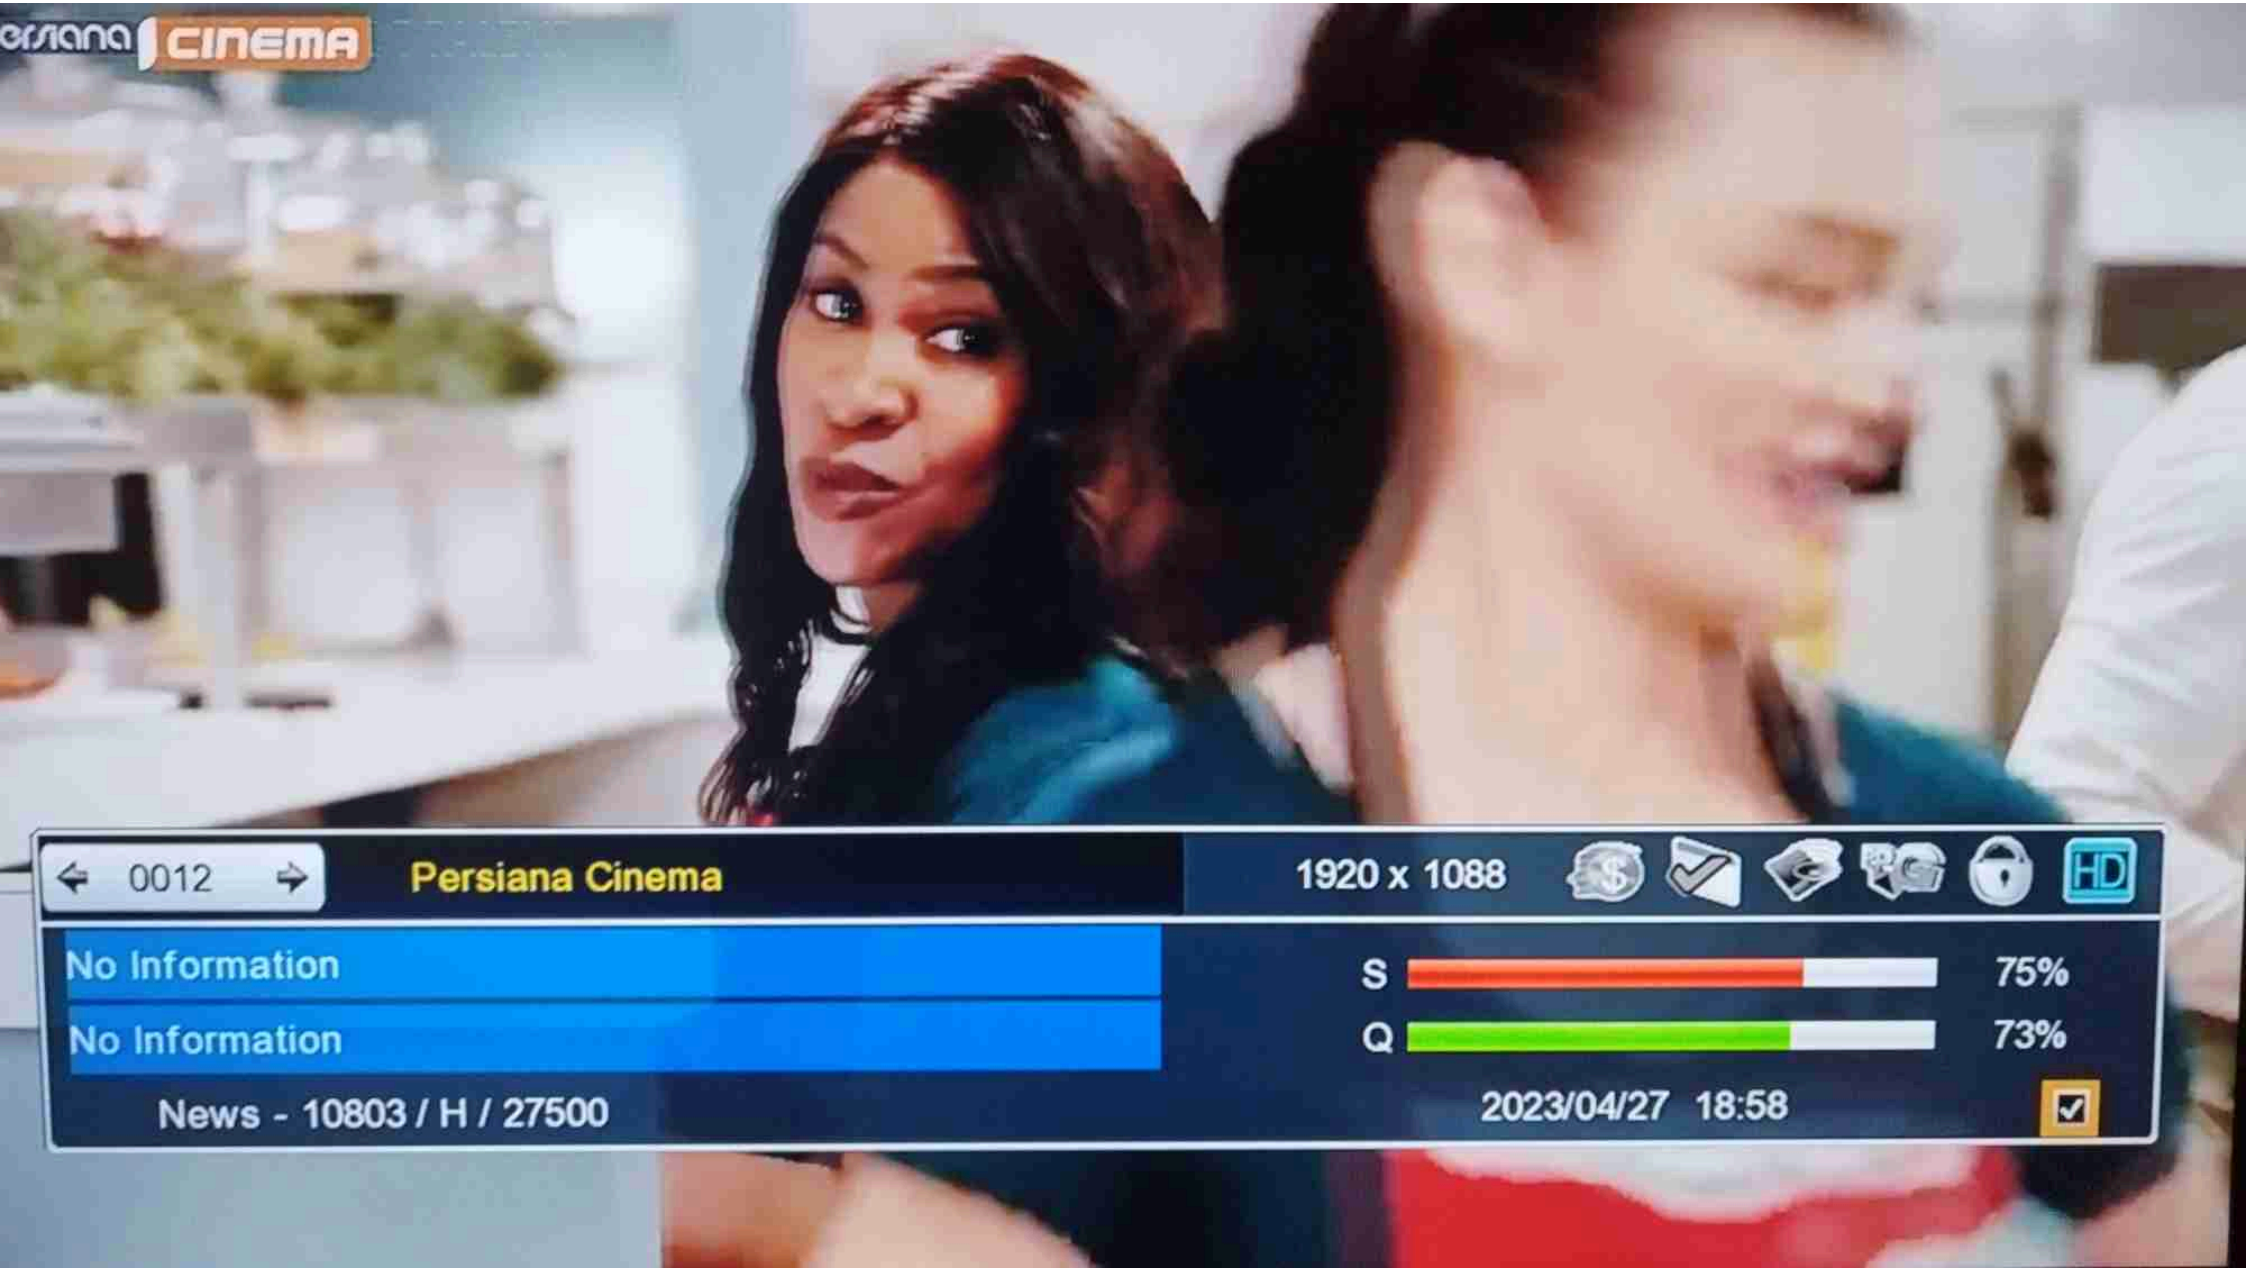 ersiana CINEMA
0012 Persiana Cinema 1920 x 1088 HD
No Information S 75%
No Information Q 73%
News - 10803 / H / 27500 2023/04/27 18:58